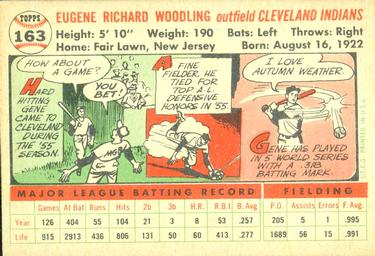 TOPPS
163
EUGENE RICHARD WOODLING outfield CLEVELAND INDIANS
Height: 5' 10" Weight: 190 Bats: Left Throws: Right
Home: Fair Lawn, New Jersey Born: August 16, 1922
HOW ABOUT
A GAME?
YOU BET!
HARD
HITTING
GENE
CAME TO
CLEVELAND
DURING
THE '55
SEASON.
MGR
A
FINE
FIELDER, HE
TIED FOR
TOP A.L.
DEFENSIVE
HONORS
IN '55.
I LOVE
AUTUMN WEATHER.
GENE HAS PLAYED
IN 5 WORLD SERIES
WITH A .318
BATTING MARK.
MAJOR LEAGUE BATTING RECORD FIELDING
Games At Bat Runs Hits 2b 3b H.R. R.B.I. B. Avg. P.O. Assists Errors F. Avg.
Year 126 404 55 104 21 3 8 53 .257 205 5 1 .995
Life 915 2913 436 806 131 50 60 413 .277 1689 56 15 .991